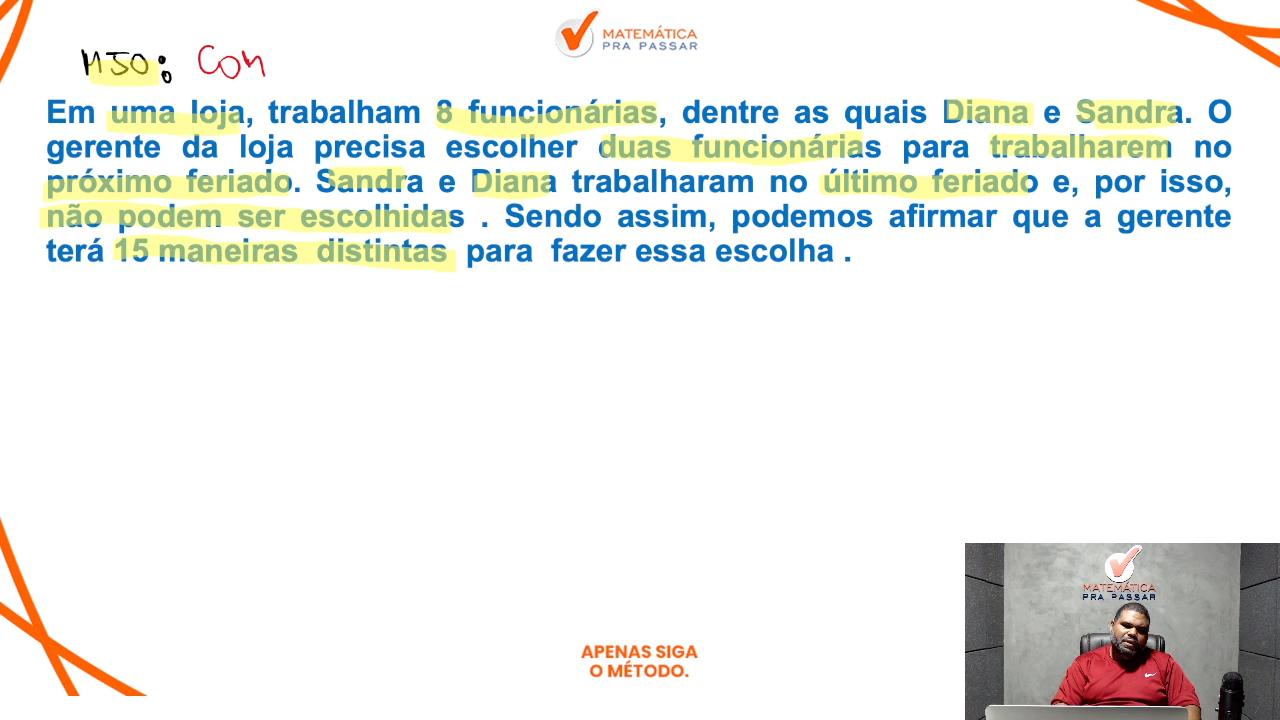 MATEMÁTICA
PRA PASSAR
MJO: Com
Em uma loja, trabalham 8 funcionárias, dentre as quais Diana e Sandra. O
gerente da loja precisa escolher duas funcionárias para trabalharem no
próximo feriado. Sandra e Diana trabalharam no último feriado e, por isso,
não podem ser escolhidas . Sendo assim, podemos afirmar que a gerente
terá 15 maneiras distintas para fazer essa escolha .
MATEMÁTICA
PRA PASSAR
APENAS SIGA
O MÉTODO.